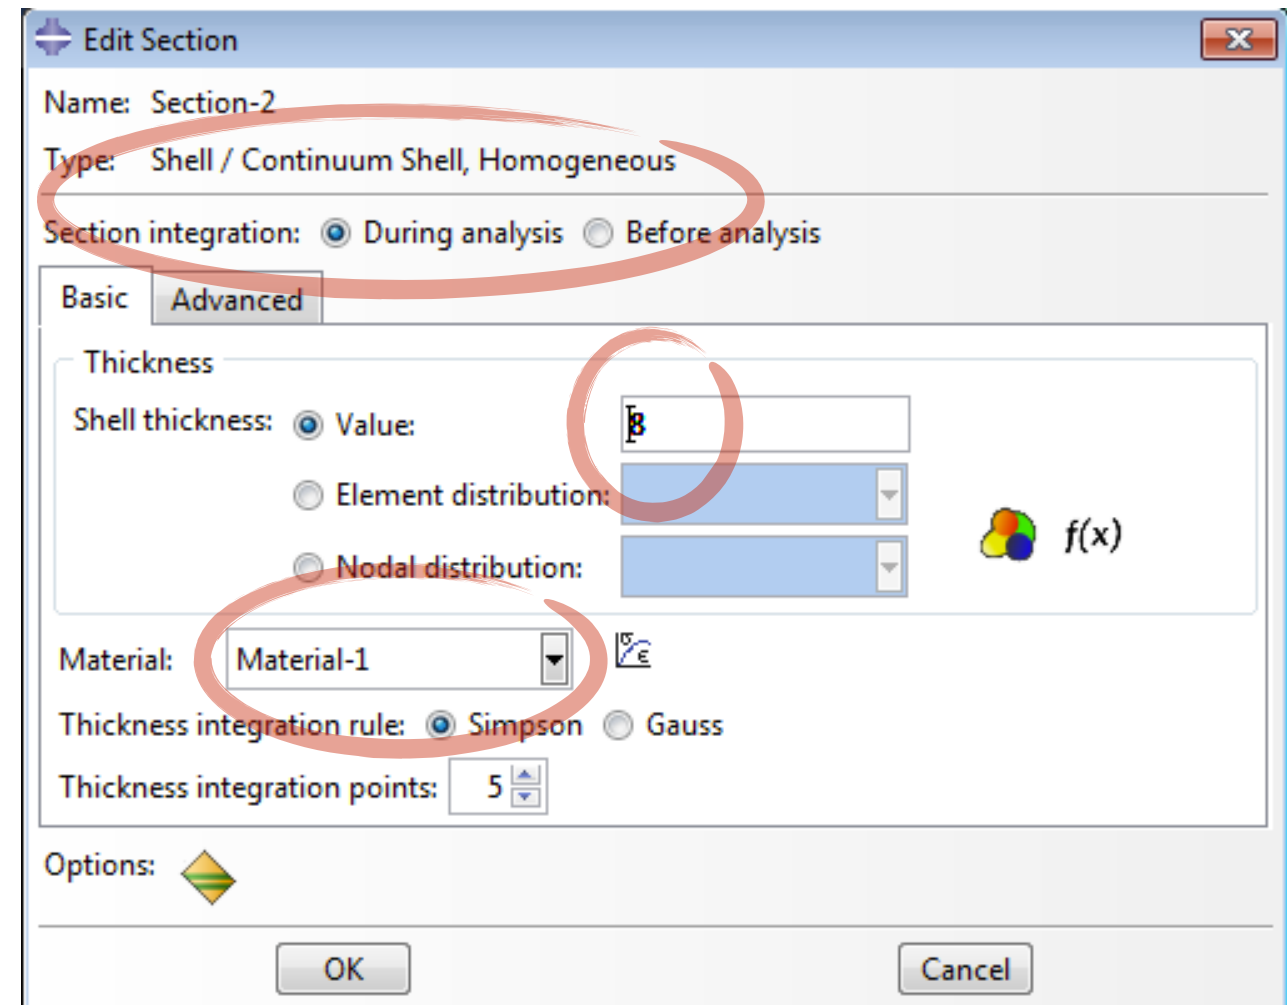 Edit Section
Name: Section-2
Type: Shell / Continuum Shell, Homogeneous
Section integration: During analysis Before analysis
Basic Advanced
Thickness
Shell thickness: Value: 8
Element distribution:
Nodal distribution:
f(x)
Material: Material-1 σ ε
Thickness integration rule: Simpson Gauss
Thickness integration points: 5
Options:
OK Cancel